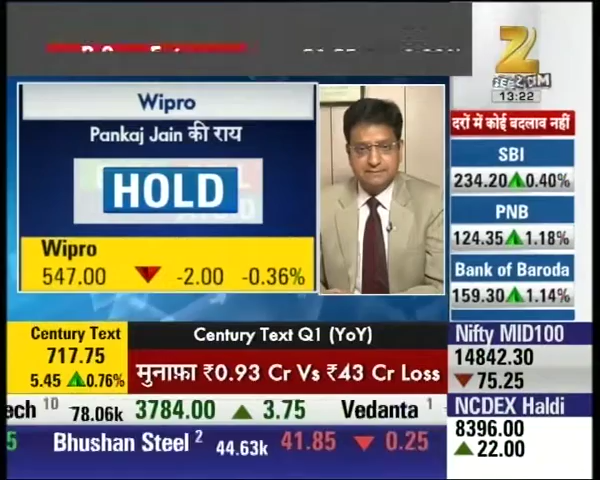 13:22
Wipro
Pankaj Jain की राय
HOLD
Wipro
547.00 -2.00 -0.36%
दरों में कोई बदलाव नहीं
SBI
234.20 0.40%
PNB
124.35 1.18%
Bank of Baroda
159.30 1.14%
Century Text
717.75
5.45 0.76%
Century Text Q1 (YoY)
मुनाफ़ा ₹0.93 Cr Vs ₹43 Cr Loss
Nifty MID100
14842.30
75.25
NCDEX Haldi
8396.00
22.00
ech 10 78.06k 3784.00 3.75 Vedanta 1
5 Bhushan Steel 2 44.63k 41.85 0.25